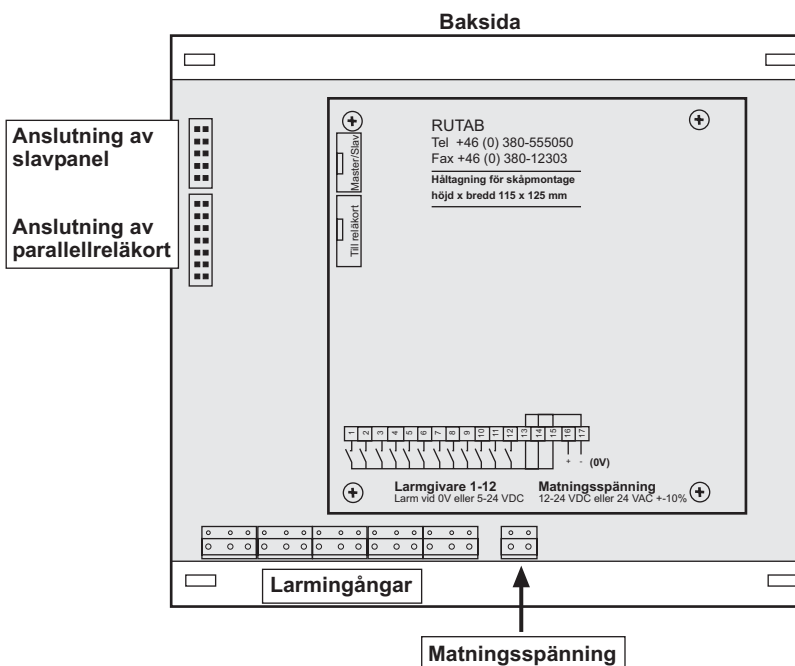 Baksida
Anslutning av
slavpanel
Anslutning av
parallellreläkort
Master/Slav
Till reläkort
RUTAB
Tel +46 (0) 380-555050
Fax +46 (0) 380-12303
Håltagning för skåpmontage
höjd x bredd 115 x 125 mm
1 2 3 4 5 6 7 8 9 10 11 12 13 14 15 16 17
+ - (0V)
Larmgivare 1-12
Larm vid 0V eller 5-24 VDC
Matningsspänning
12-24 VDC eller 24 VAC +-10%
Larmingångar
Matningsspänning